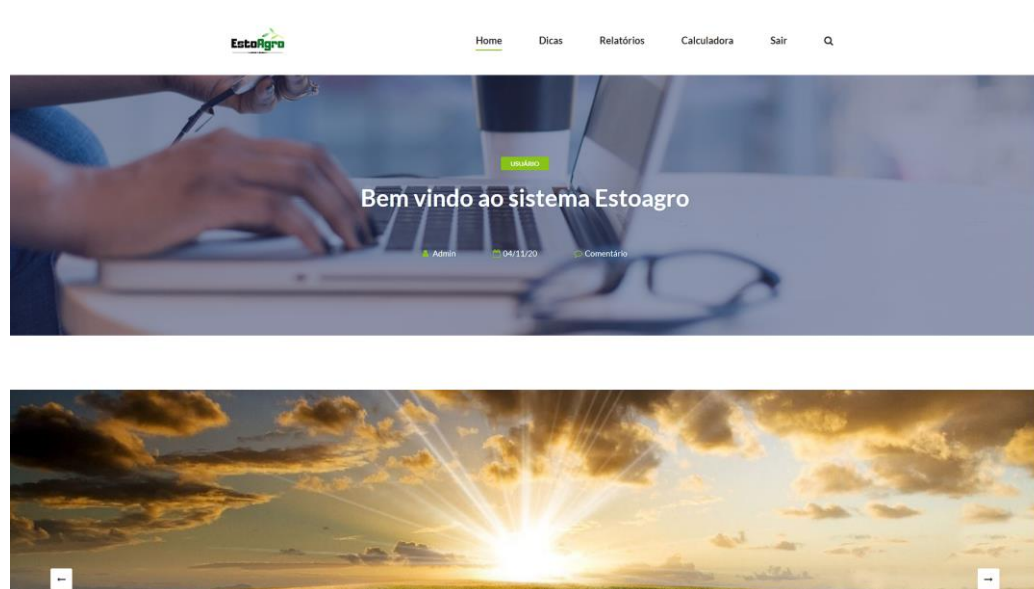 EstoAgro
Home Dicas Relatórios Calculadora Sair
USUÁRIO
Bem vindo ao sistema Estoagro
Admin 04/11/20 Comentário